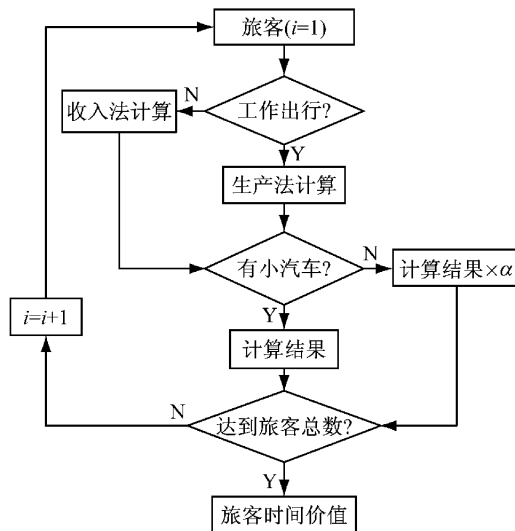 旅客(i=1)
N
收入法计算
工作出行?
Y
生产法计算
有小汽车?
N
计算结果×α
Y
i=i+1
计算结果
N
达到旅客总数?
Y
旅客时间价值